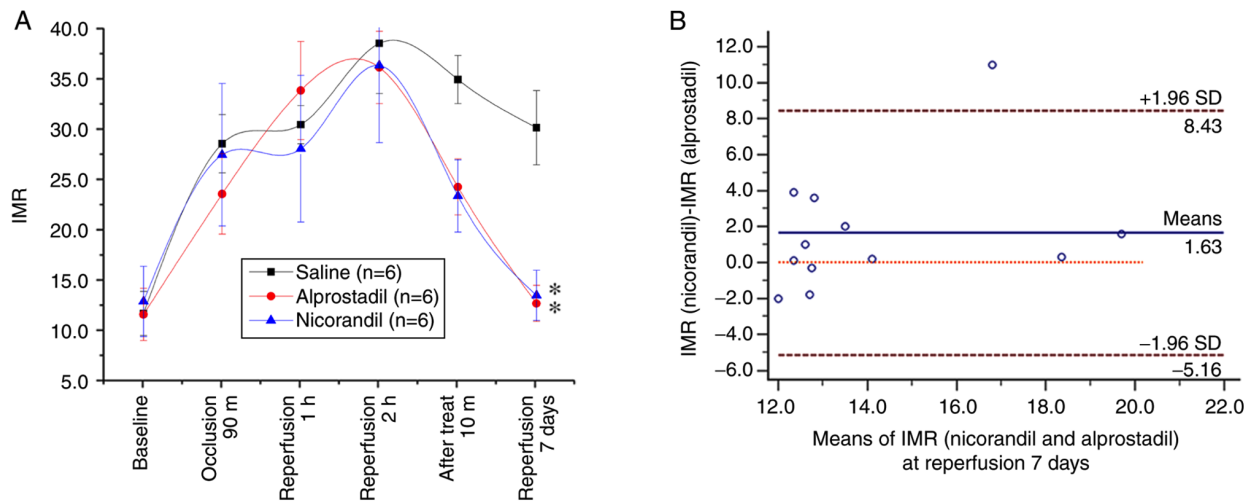 A
40.0
35.0
30.0
25.0
20.0
15.0
10.0
5.0
IMR
Saline (n=6)
Alprostadil (n=6)
Nicorandil (n=6)
*
*
Baseline
Occlusion
90 m
Reperfusion
1 h
Reperfusion
2 h
After treat
10 m
Reperfusion
7 days
B
12.0
10.0
8.0
6.0
4.0
2.0
0.0
−2.0
−4.0
−6.0
IMR (nicorandil)-IMR (alprostadil)
+1.96 SD
8.43
Means
1.63
−1.96 SD
−5.16
12.0 14.0 16.0 18.0 20.0 22.0
Means of IMR (nicorandil and alprostadil)
at reperfusion 7 days